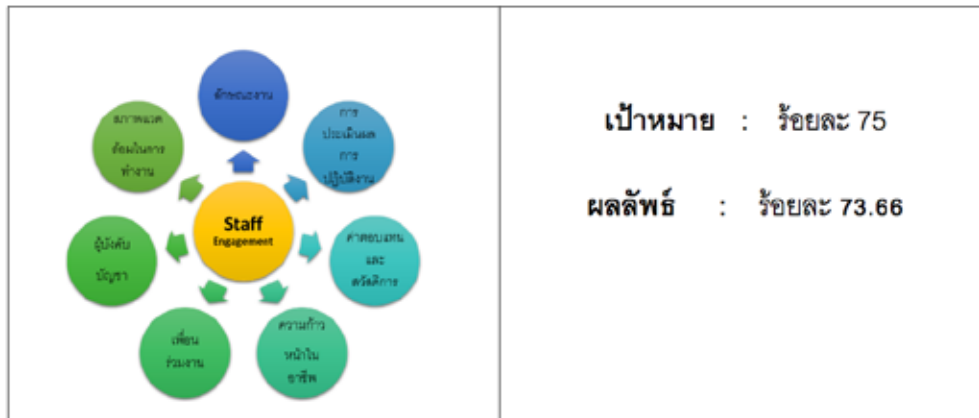 ลักษณะงาน
การ
ประเมินผล
การ
ปฏิบัติงาน
ค่าตอบแทน
และ
สวัสดิการ
ความก้าว
หน้าใน
อาชีพ
เพื่อน
ร่วมงาน
ผู้บังคับ
บัญชา
สภาพแวด
ล้อมในการ
ทำงาน
Staff
Engagement
เป้าหมาย : ร้อยละ 75
ผลลัพธ์ : ร้อยละ 73.66